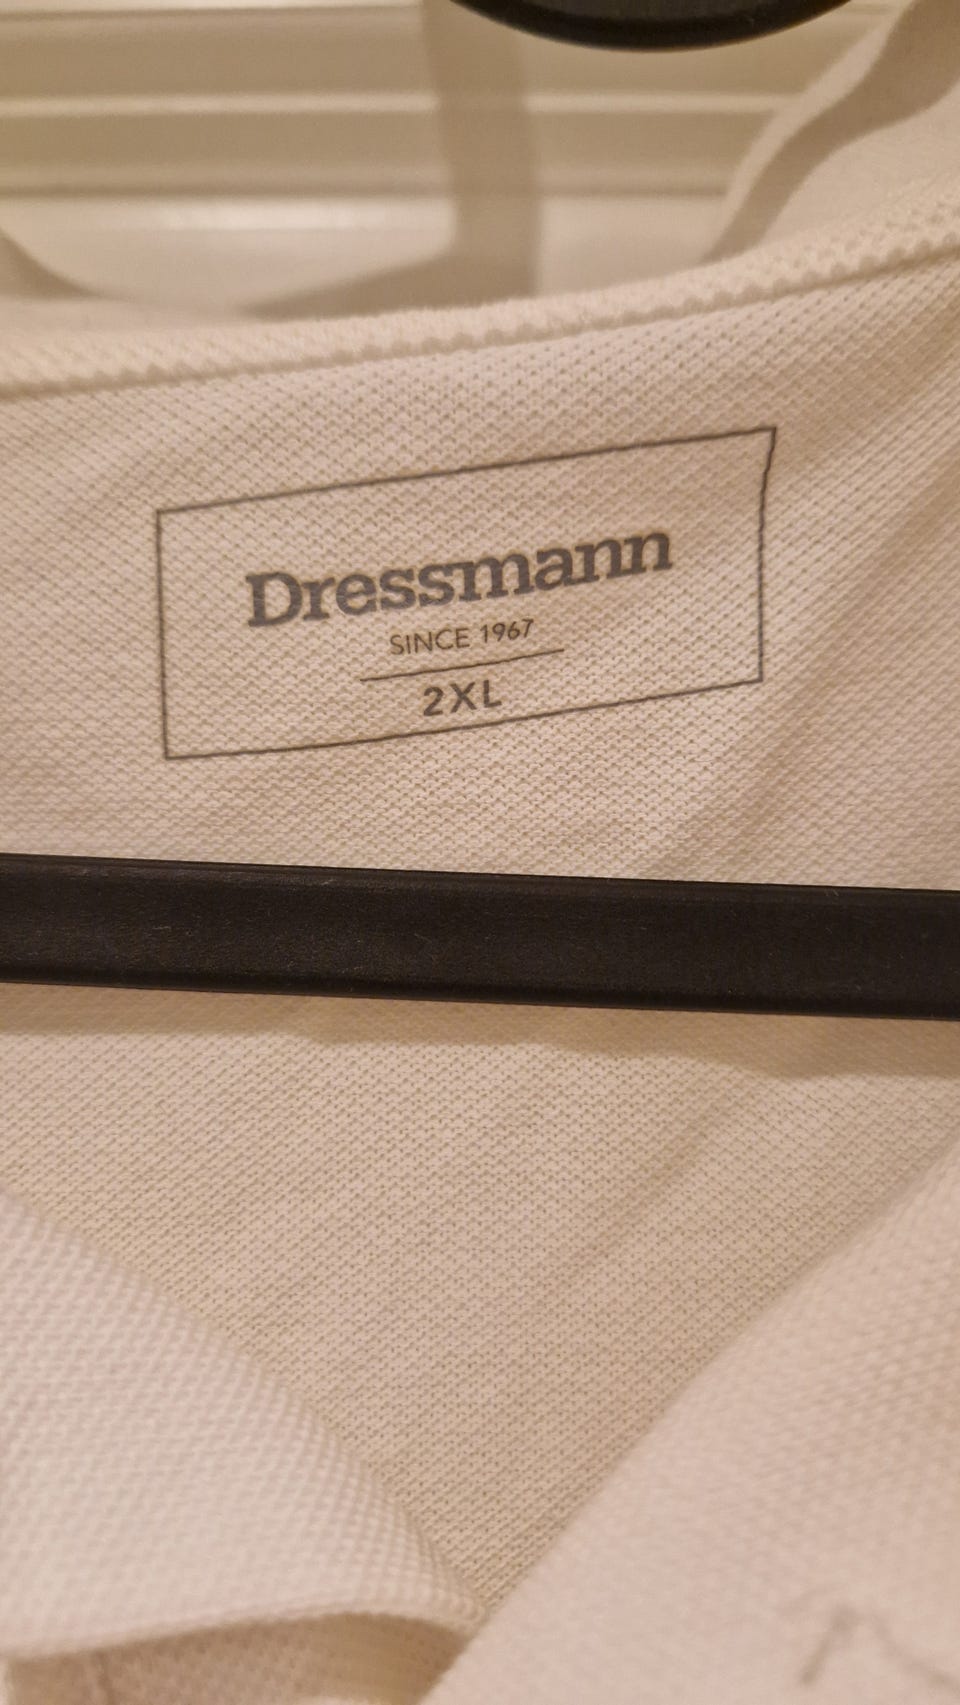 Dressmann
SINCE 1967
2XL